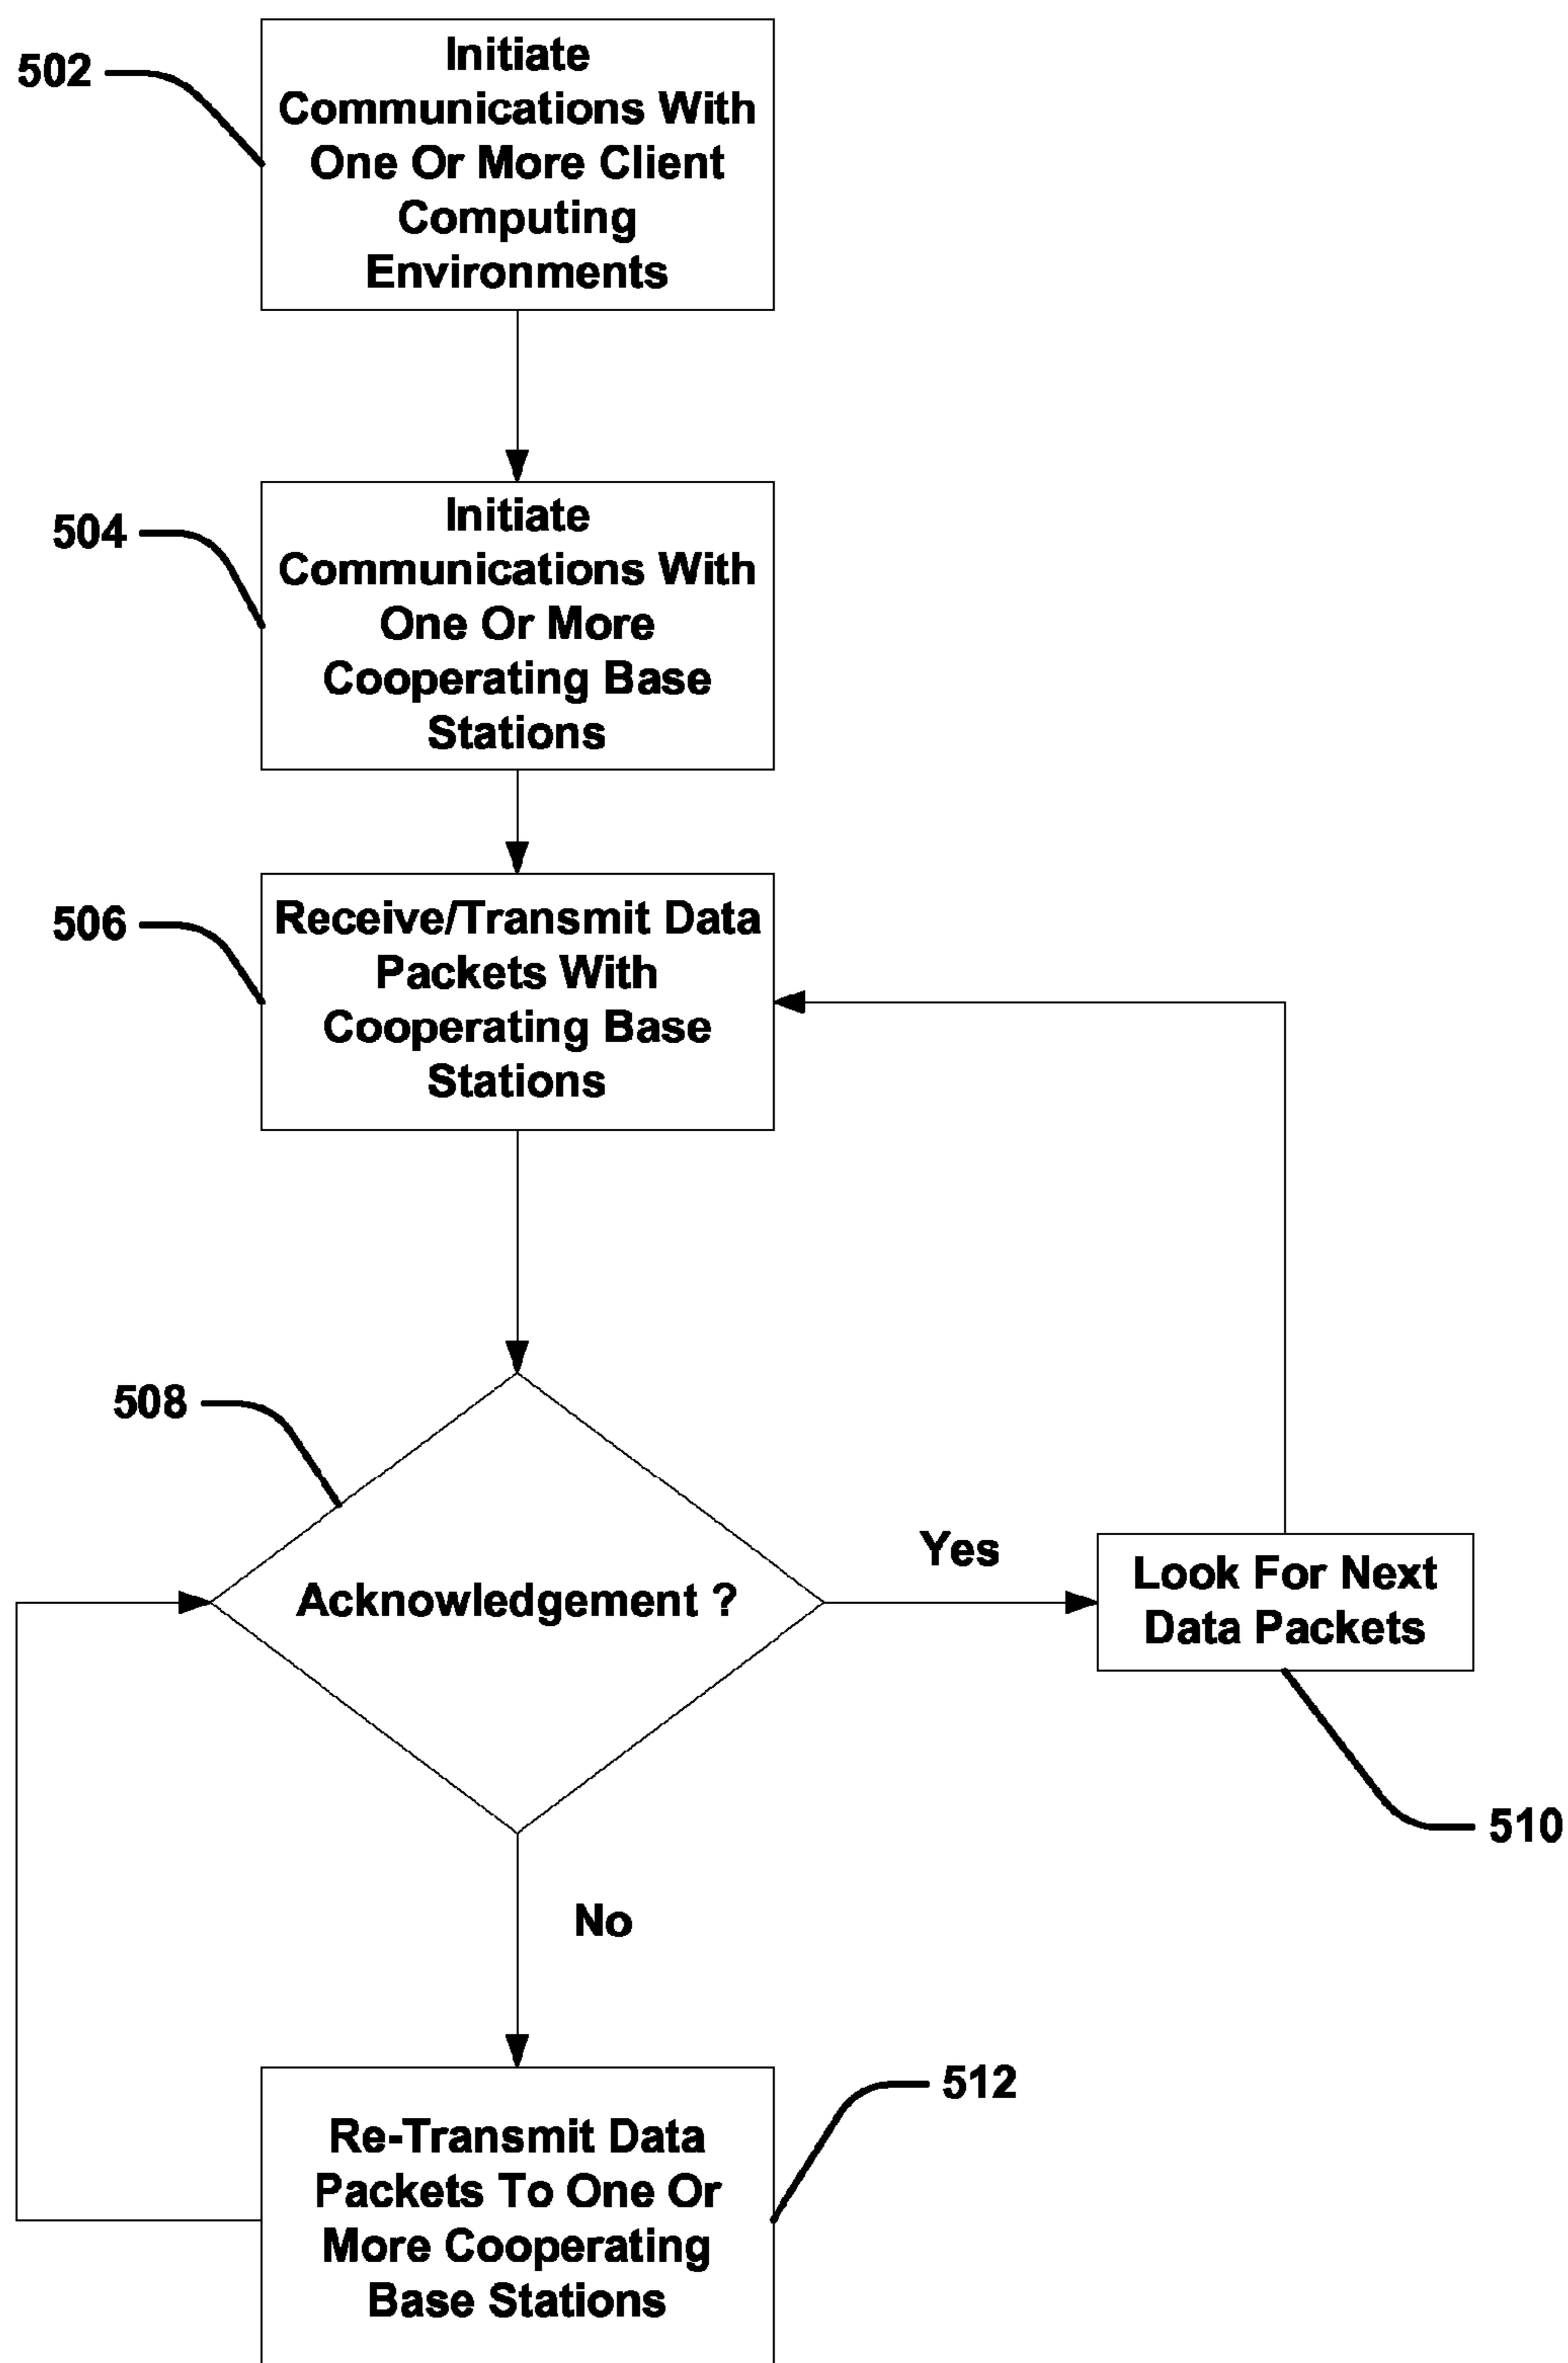 502
Initiate
Communications With
One Or More Client
Computing
Environments
504
Initiate
Communications With
One Or More
Cooperating Base
Stations
506
Receive/Transmit Data
Packets With
Cooperating Base
Stations
508
Acknowledgement ?
Yes
Look For Next
Data Packets
510
No
512
Re-Transmit Data
Packets To One Or
More Cooperating
Base Stations